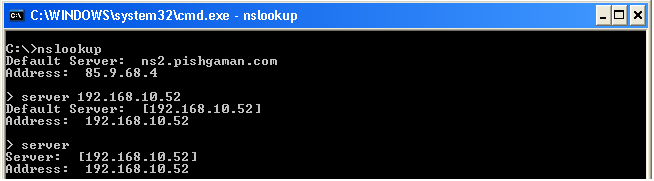 C:\WINDOWS\system32\cmd.exe - nslookup
C:\>nslookup
Default Server:  ns2.pishgaman.com
Address:  85.9.68.4
> server 192.168.10.52
Default Server:  [192.168.10.52]
Address:  192.168.10.52
> server
Server:  [192.168.10.52]
Address:  192.168.10.52